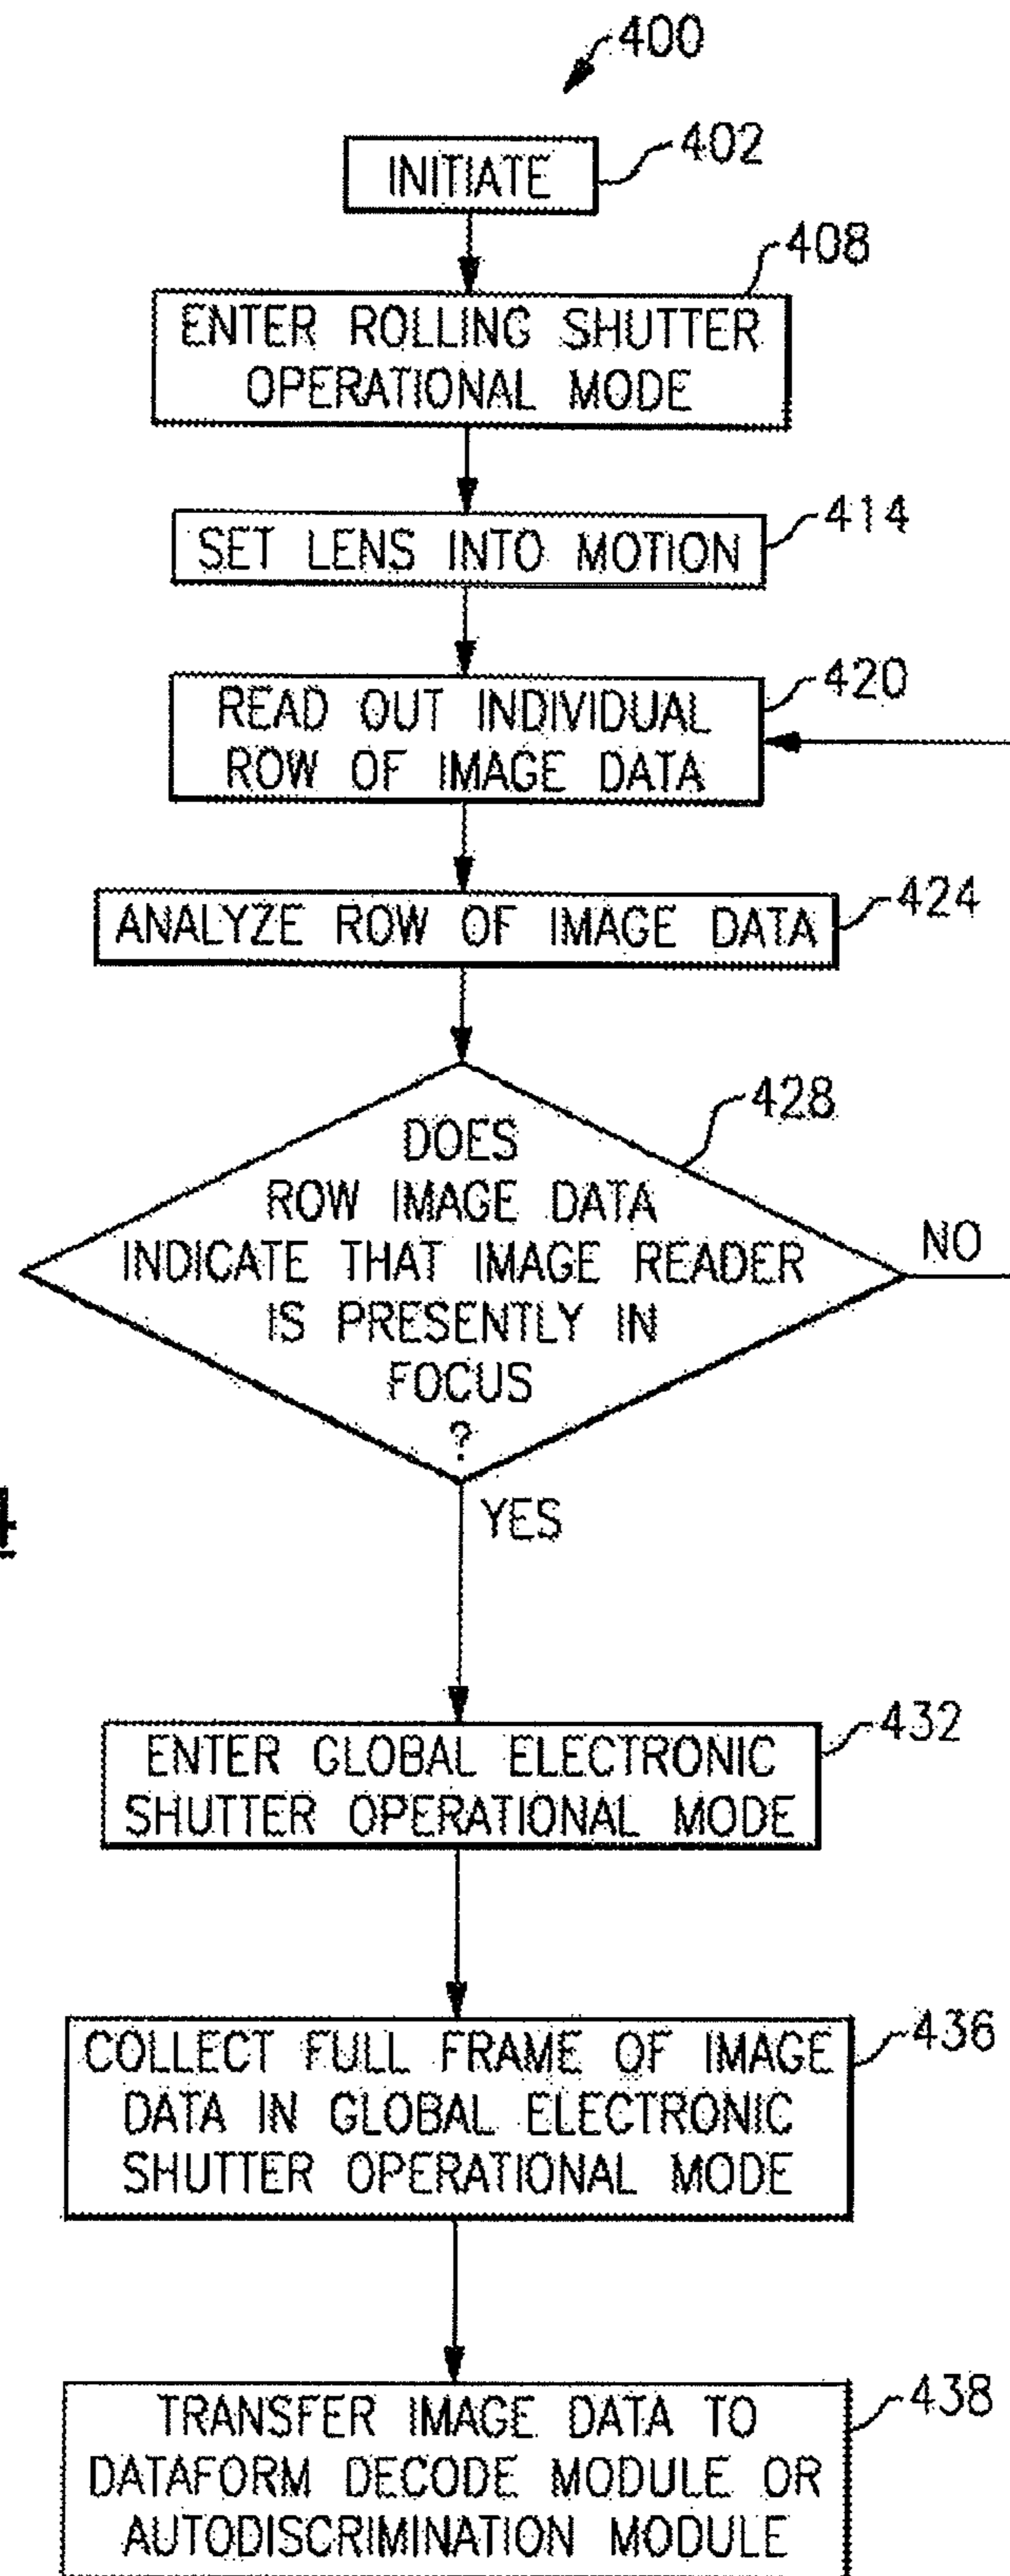 400
INITIATE
402
408
ENTER ROLLING SHUTTER
OPERATIONAL MODE
414
SET LENS INTO MOTION
420
READ OUT INDIVIDUAL
ROW OF IMAGE DATA
424
ANALYZE ROW OF IMAGE DATA
428
DOES
ROW IMAGE DATA
INDICATE THAT IMAGE READER
IS PRESENTLY IN
FOCUS
?
NO
YES
432
ENTER GLOBAL ELECTRONIC
SHUTTER OPERATIONAL MODE
436
COLLECT FULL FRAME OF IMAGE
DATA IN GLOBAL ELECTRONIC
SHUTTER OPERATIONAL MODE
438
TRANSFER IMAGE DATA TO
DATAFORM DECODE MODULE OR
AUTODISCRIMINATION MODULE